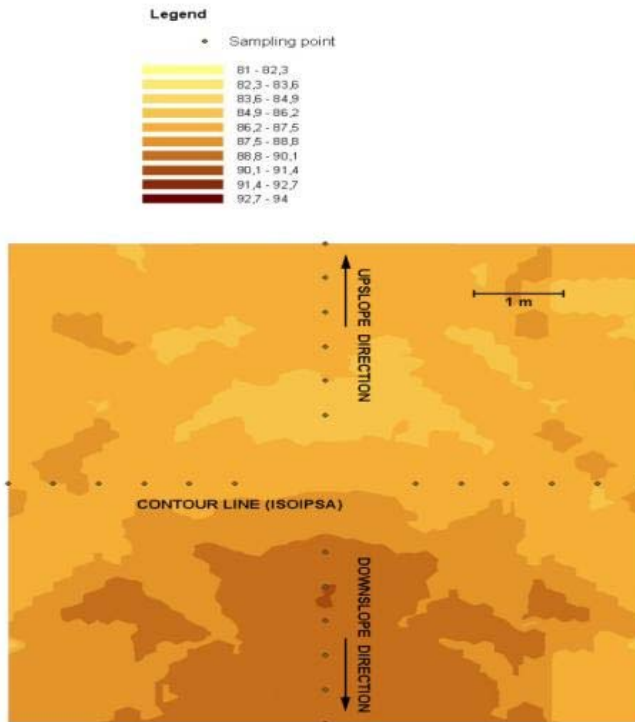 Legend
Sampling point
81 - 82,3
82,3 - 83,6
83,6 - 84,9
84,9 - 86,2
86,2 - 87,5
87,5 - 88,8
88,8 - 90,1
90,1 - 91,4
91,4 - 92,7
92,7 - 94
UPSLOPE DIRECTION
1 m
CONTOUR LINE (ISOIPSA)
DOWNSLOPE DIRECTION